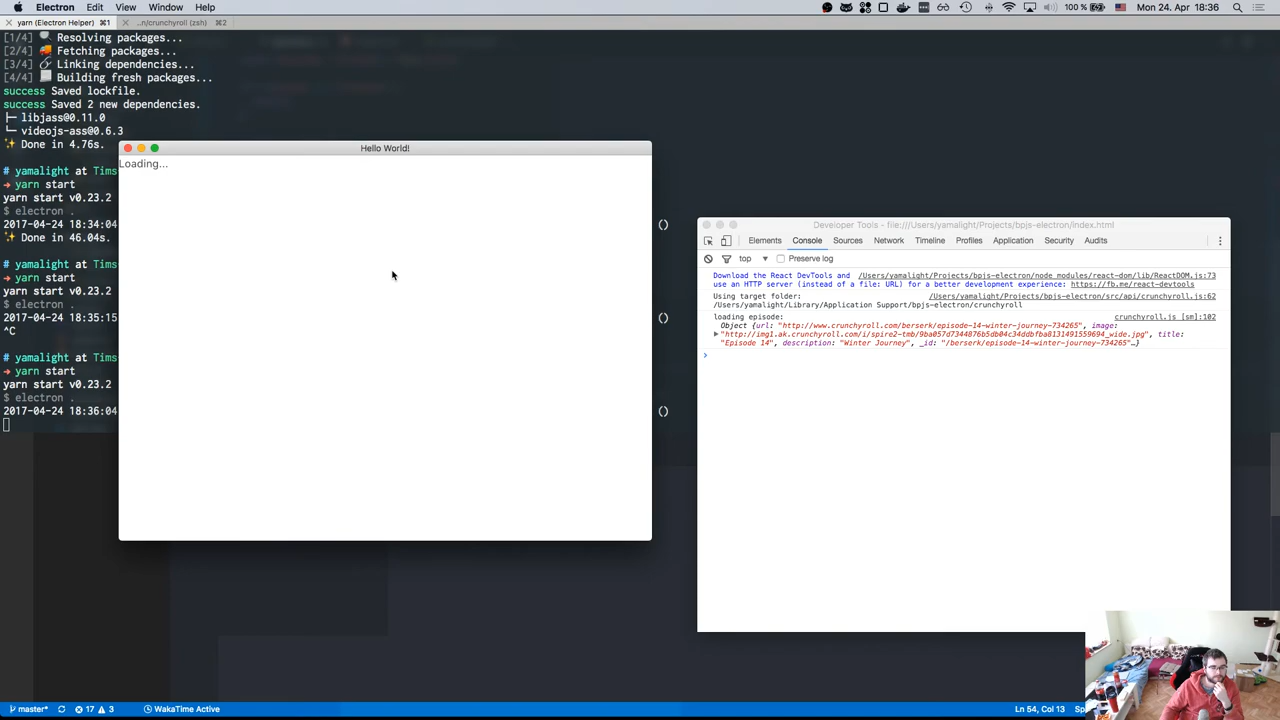 Electron Edit View Window Help
100 % Mon 24. Apr 18:36
yarn (Electron Helper) ⌘1
..n/crunchyroll (zsh) ⌘2
[1/4] Resolving packages...
[2/4] Fetching packages...
[3/4] Linking dependencies...
[4/4] Building fresh packages...
success Saved lockfile.
success Saved 2 new dependencies.
├─ libjass@0.11.0
└─ videojs-ass@0.6.3
✨ Done in 4.76s.
# yamalight at Tims
➜ yarn start
yarn start v0.23.2
$ electron .
2017-04-24 18:34:04
()
✨ Done in 46.04s.
# yamalight at Tims
➜ yarn start
yarn start v0.23.2
$ electron .
2017-04-24 18:35:15
()
^C
# yamalight at Tims
➜ yarn start
yarn start v0.23.2
$ electron .
2017-04-24 18:36:04
()
Hello World!
Loading...
Developer Tools - file:///Users/yamalight/Projects/bpjs-electron/index.html
Elements Console Sources Network Timeline Profiles Application Security Audits
top ▼ Preserve log
Download the React DevTools and /Users/yamalight/Projects/bpjs-electron/node_modules/react-dom/lib/ReactDOM.js:73
use an HTTP server (instead of a file: URL) for a better development experience: https://fb.me/react-devtools
Using target folder: /Users/yamalight/Projects/bpjs-electron/src/api/crunchyroll.js:62
/Users/yamalight/Library/Application Support/bpjs-electron/crunchyroll
loading episode: crunchyroll.js [sm]:102
Object {url: "http://www.crunchyroll.com/berserk/episode-14-winter-journey-734265", image:
"http://img1.ak.crunchyroll.com/i/spire2-tmb/9ba057d7344876b5db04c34ddbfba8131491559694_wide.jpg", title:
"Episode 14", description: "Winter Journey", _id: "/berserk/episode-14-winter-journey-734265"…}
master* 17 3 WakaTime Active
Ln 54, Col 13